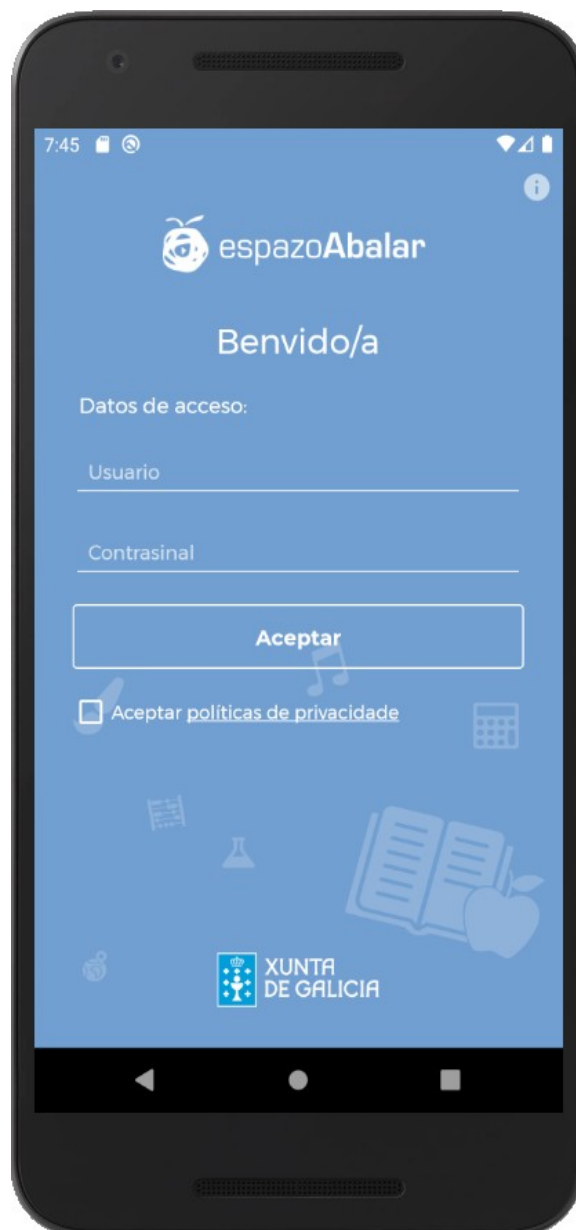 7:45
espazoAbalar
Benvido/a
Datos de acceso:
Usuario
Contrasinal
Aceptar
Aceptar políticas de privacidade
XUNTA
DE GALICIA